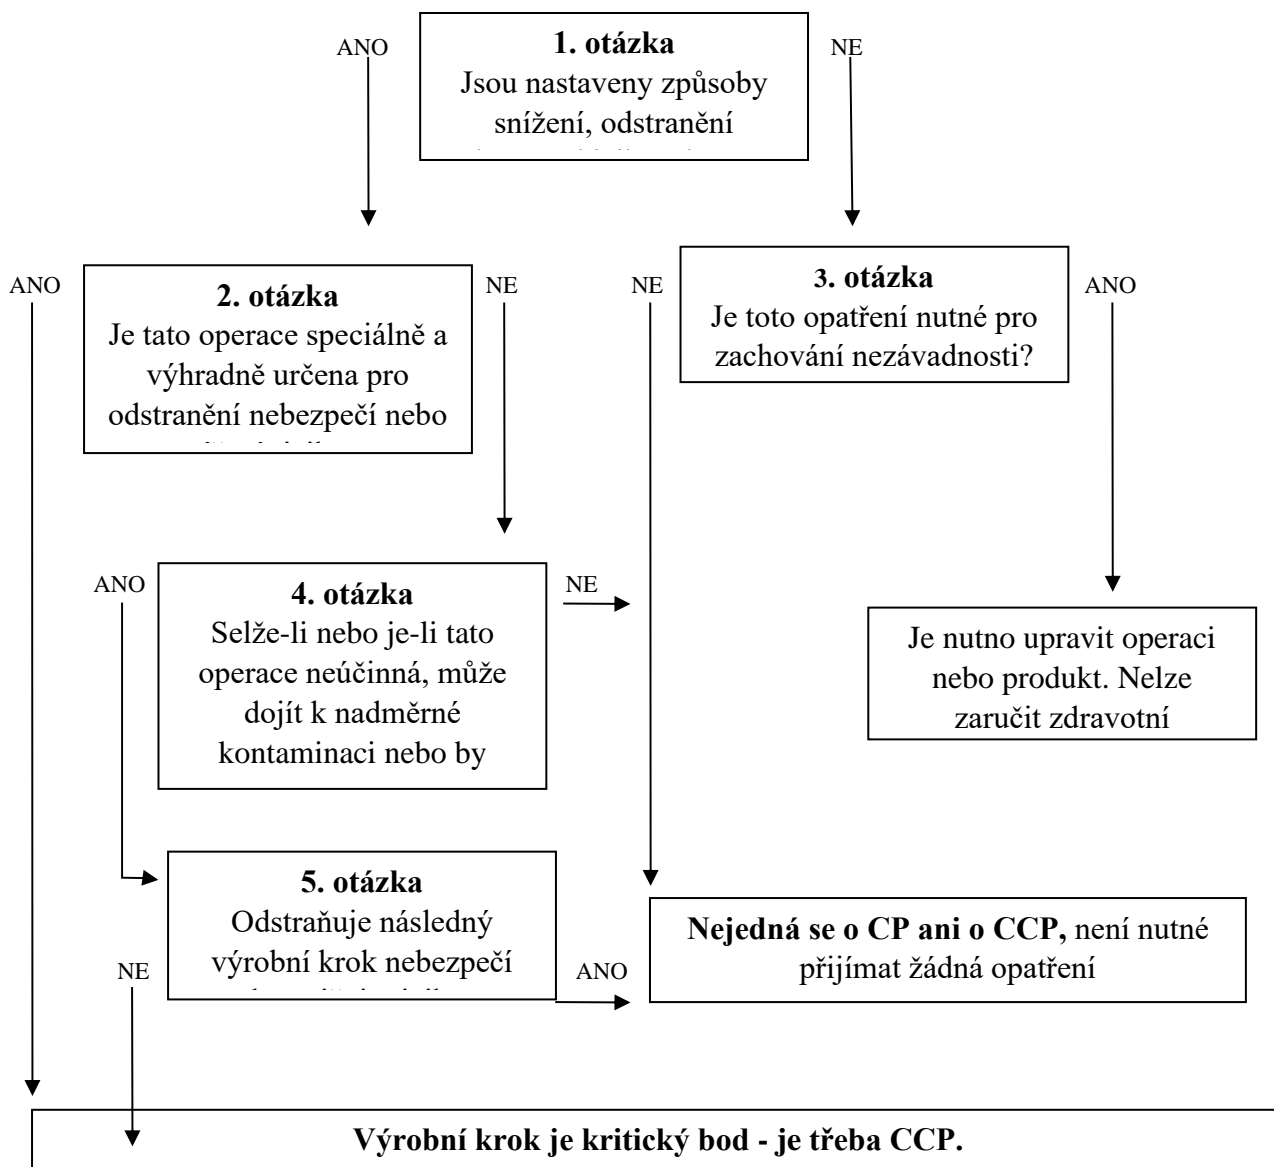 ANO
1. otázka
NE
Jsou nastaveny způsoby
snížení, odstranění
ANO
2. otázka
Je tato operace speciálně a
výhradně určena pro
odstranění nebezpečí nebo
NE
NE
3. otázka
Je toto opatření nutné pro
zachování nezávadnosti?
ANO
ANO
4. otázka
Selže-li nebo je-li tato
operace neúčinná, může
dojít k nadměrné
kontaminaci nebo by
NE
Je nutno upravit operaci
nebo produkt. Nelze
zaručit zdravotní
5. otázka
Odstraňuje následný
výrobní krok nebezpečí
NE
ANO
Nejedná se o CP ani o CCP, není nutné
přijímat žádná opatření
Výrobní krok je kritický bod - je třeba CCP.